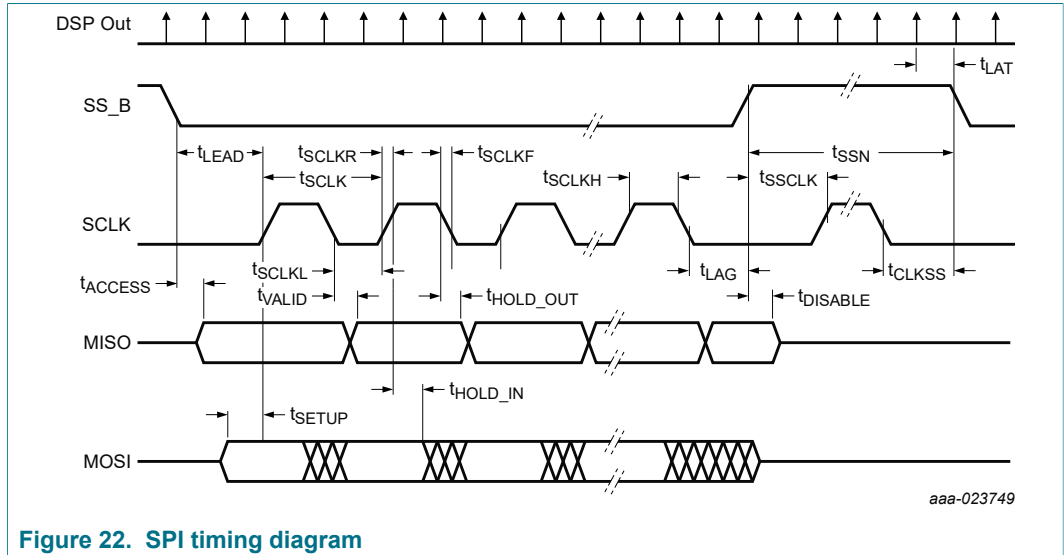 DSP Out
tLAT
SS_B
tLEAD
tSCLKR
tSCLKF
tSSN
tSCLK
tSCLKH
tSSCLK
SCLK
tSCLKL
tLAG
tCLKSS
tACCESS
tVALID
tHOLD_OUT
tDISABLE
MISO
tHOLD_IN
tSETUP
MOSI
aaa-023749
Figure 22. SPI timing diagram